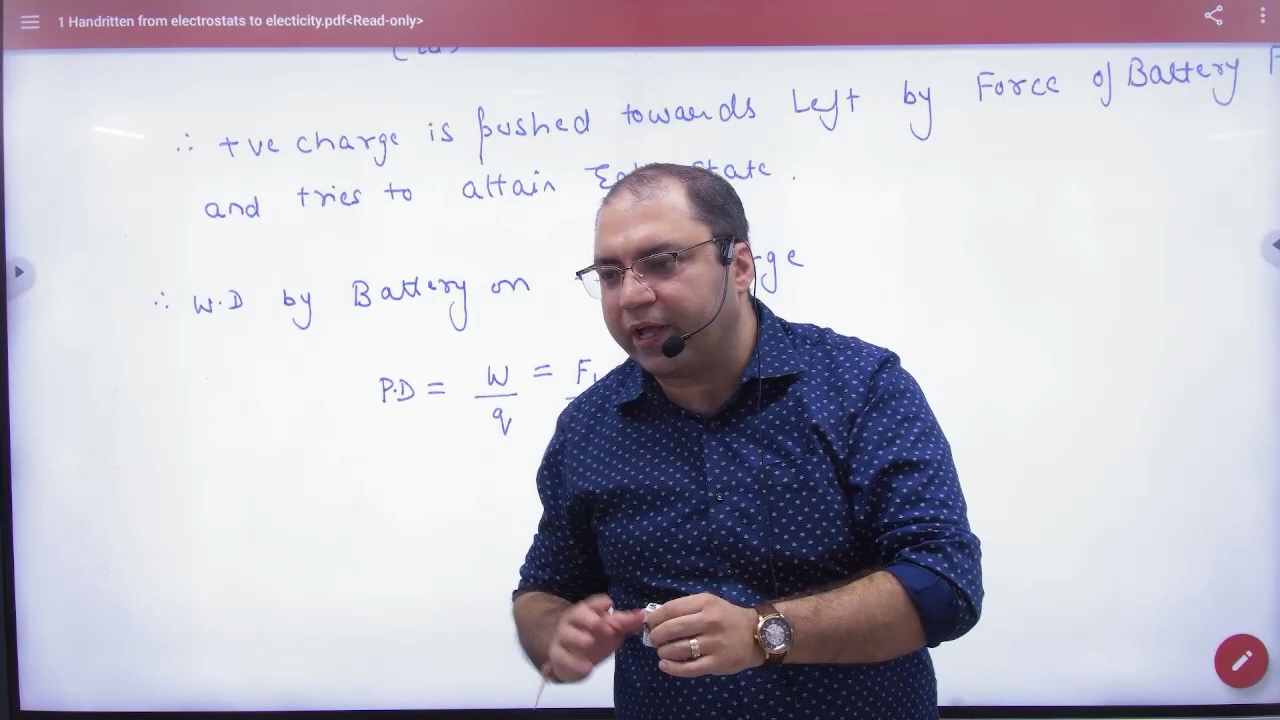 1 Handritten from electrostats to electicity.pdf<Read-only>
∴ +ve charge is pushed towards Left by Force of Battery
and tries to attain State.
∴ W.D by Battery on
P.D = W/q =